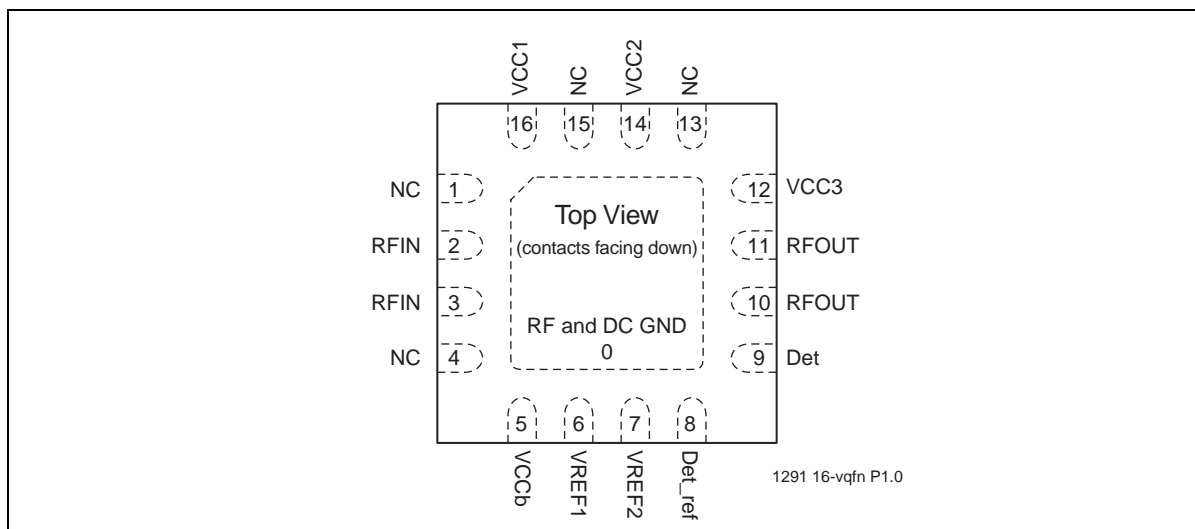 VCC1 NC VCC2 NC
16 15 14 13
NC 1
RFIN 2
RFIN 3
NC 4
Top View
(contacts facing down)
RF and DC GND
0
12 VCC3
11 RFOUT
10 RFOUT
9 Det
5 6 7 8
VCCb VREF1 VREF2 Det_ref
1291 16-vqfn P1.0